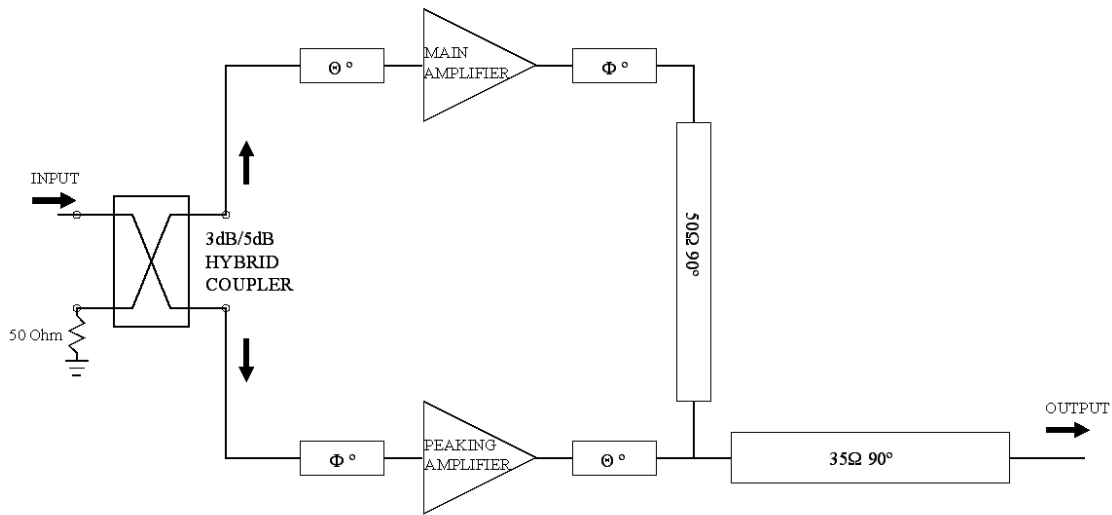 Θ °
MAIN
AMPLIFIER
Φ °
INPUT
3dB/5dB
HYBRID
COUPLER
50Ω 90°
50 Ohm
Φ °
PEAKING
AMPLIFIER
Θ °
35Ω 90°
OUTPUT